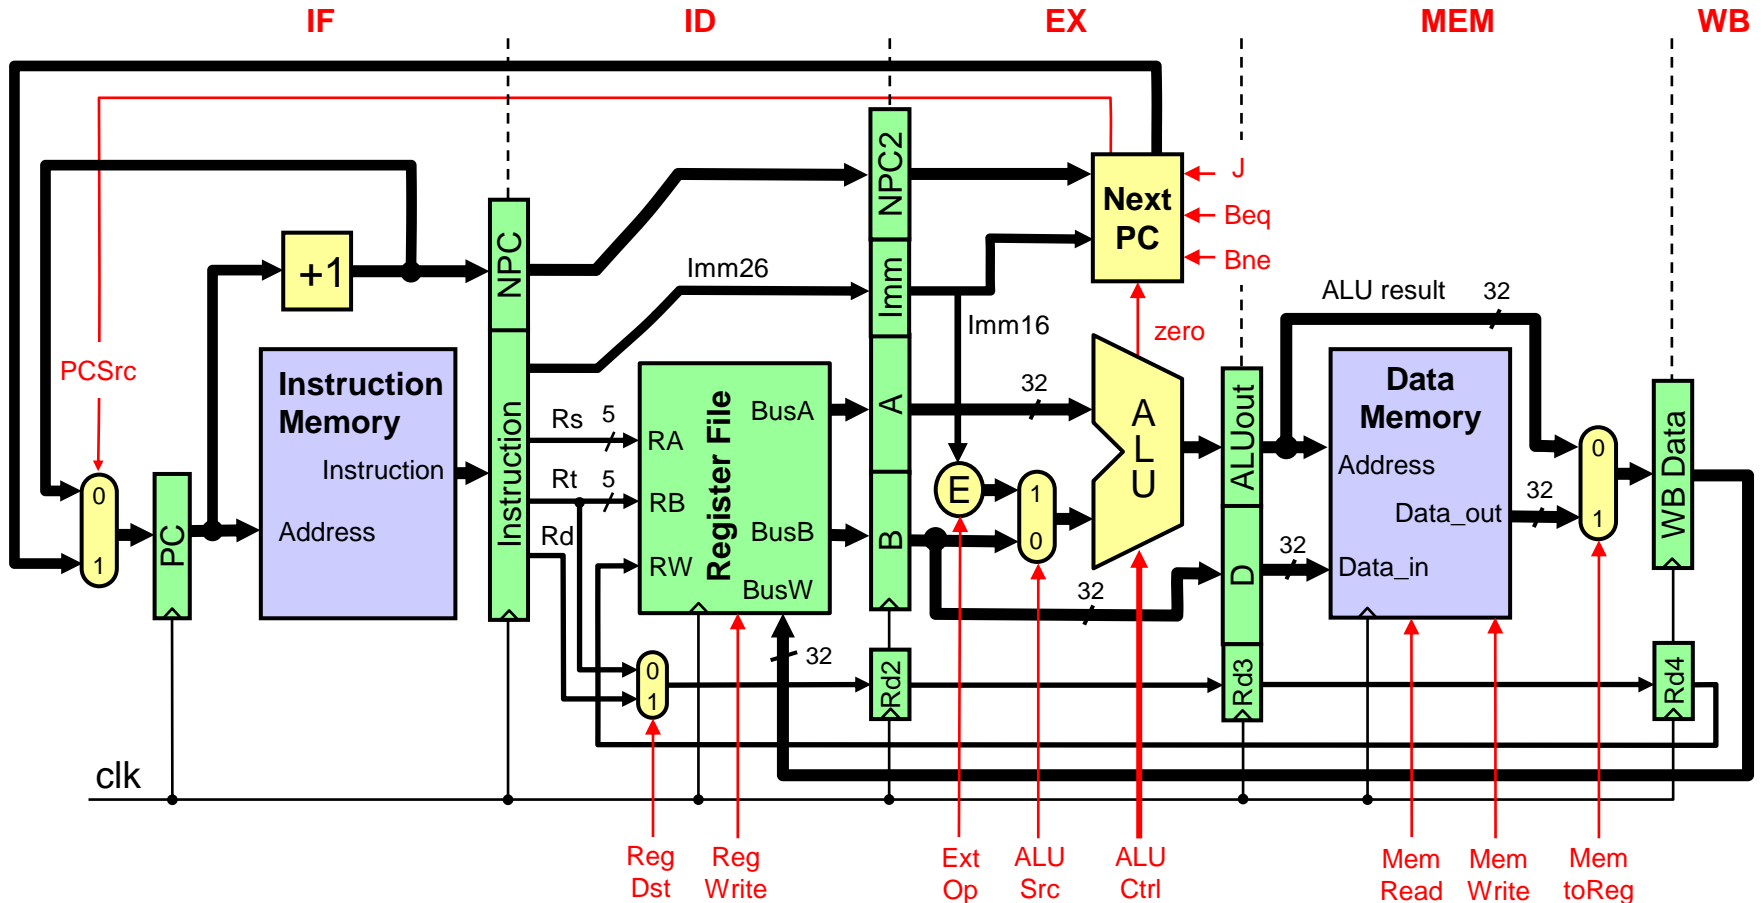 IF
ID
EX
MEM
WB
PCSrc
+1
Instruction
Memory
Instruction
Address
0
1
PC
clk
NPC
Instruction
Imm26
Rs
5
Rt
5
Rd
RA
RB
RW
Register File
BusA
BusB
BusW
32
0
1
Reg
Dst
Reg
Write
NPC2
Imm
A
B
Rd2
Next
PC
J
Beq
Bne
zero
Imm16
32
E
1
0
A
L
U
32
Ext
Op
ALU
Src
ALU
Ctrl
ALUout
D
Rd3
ALU result
32
Data
Memory
Address
Data_out
32
Data_in
32
0
1
Mem
Read
Mem
Write
Mem
toReg
WB Data
Rd4